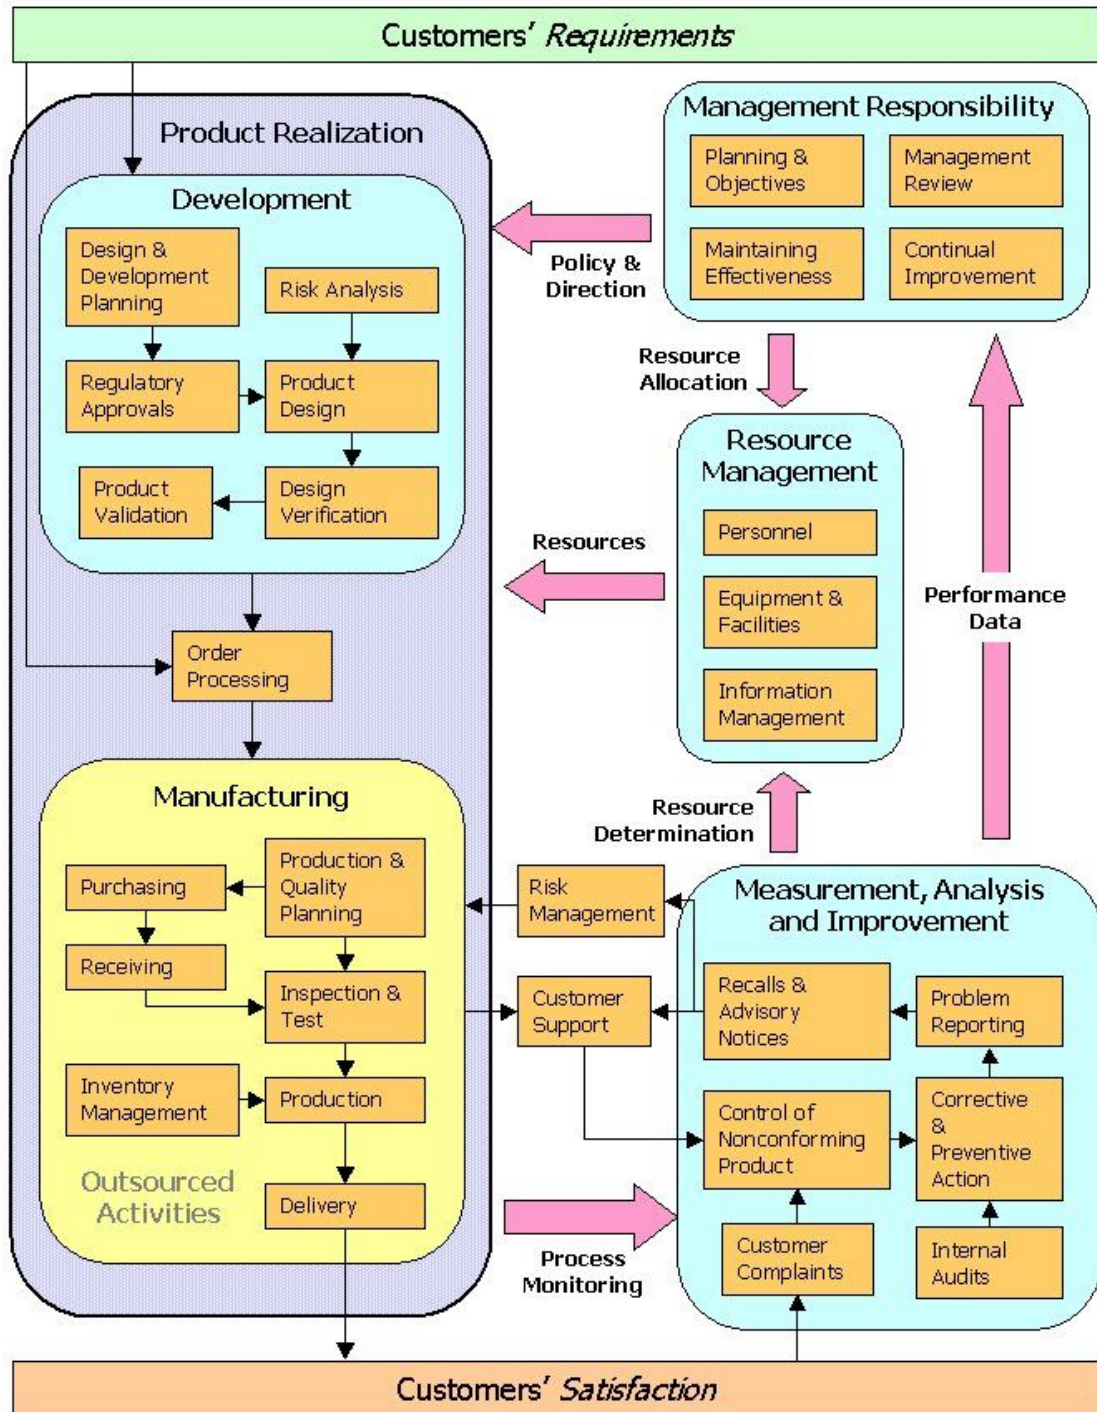 Customers' Requirements
Product Realization
Development
Design &
Development
Planning
Risk Analysis
Regulatory
Approvals
Product
Design
Product
Validation
Design
Verification
Order
Processing
Manufacturing
Production &
Quality
Planning
Purchasing
Receiving
Inspection &
Test
Inventory
Management
Production
Outsourced
Activities
Delivery
Management Responsibility
Planning &
Objectives
Management
Review
Maintaining
Effectiveness
Continual
Improvement
Policy &
Direction
Resource
Allocation
Resource
Management
Personnel
Equipment &
Facilities
Information
Management
Resources
Performance
Data
Resource
Determination
Risk
Management
Customer
Support
Measurement, Analysis
and Improvement
Recalls &
Advisory
Notices
Problem
Reporting
Control of
Nonconforming
Product
Corrective
&
Preventive
Action
Customer
Complaints
Internal
Audits
Process
Monitoring
Customers' Satisfaction